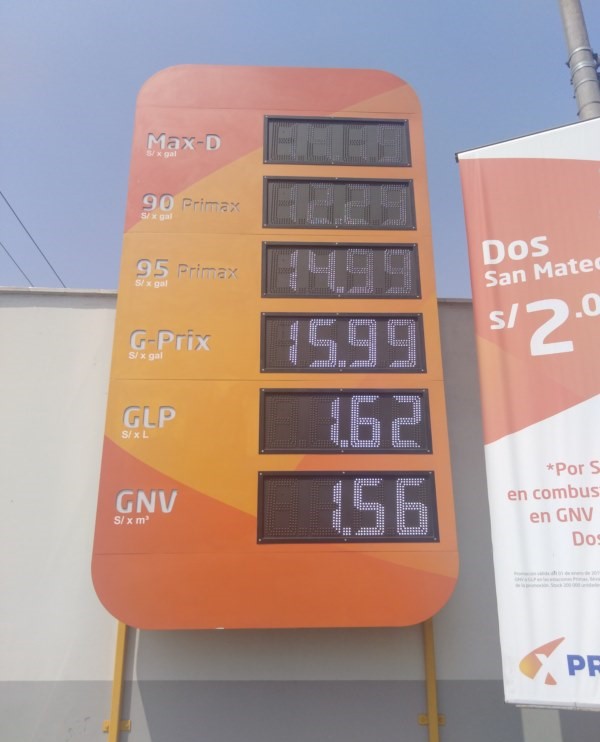 Max-D
S/ x gal
90 Primax
S/ x gal
95 Primax
S/ x gal
14.99
G-Prix
S/ x gal
15.99
GLP
S/ x L
1.62
GNV
S/ x m³
1.56
Dos
San Mateo
S/2.0
*Por S
en combus
en GNV
Dos
PR